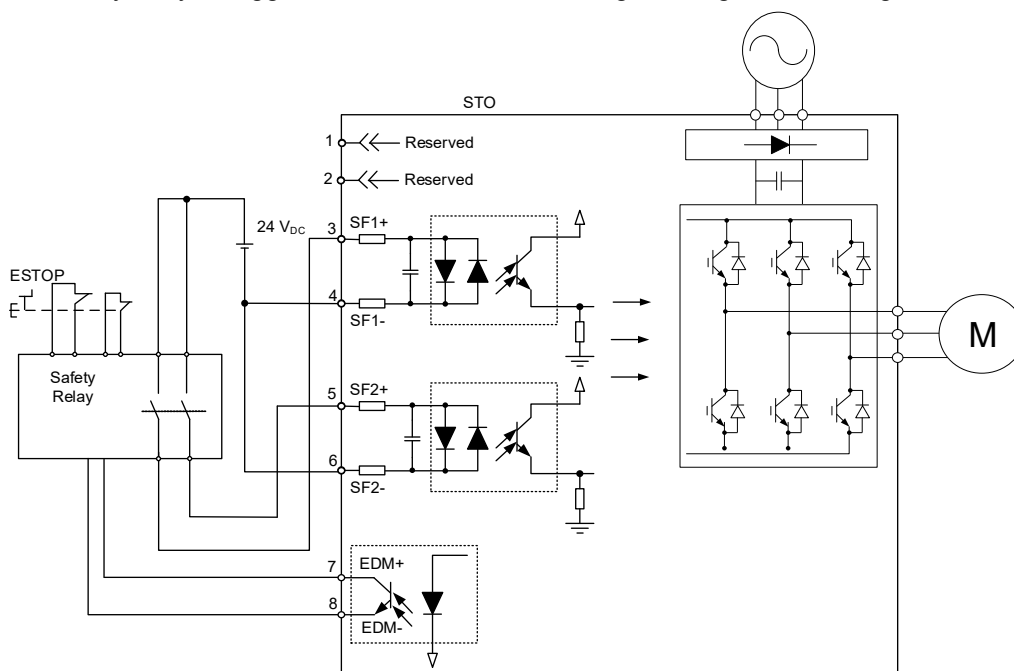 STO
1
Reserved
2
Reserved
24 VDC
3
SF1+
ESTOP
4
SF1-
Safety
Relay
5
SF2+
6
SF2-
M
7
EDM+
8
EDM-